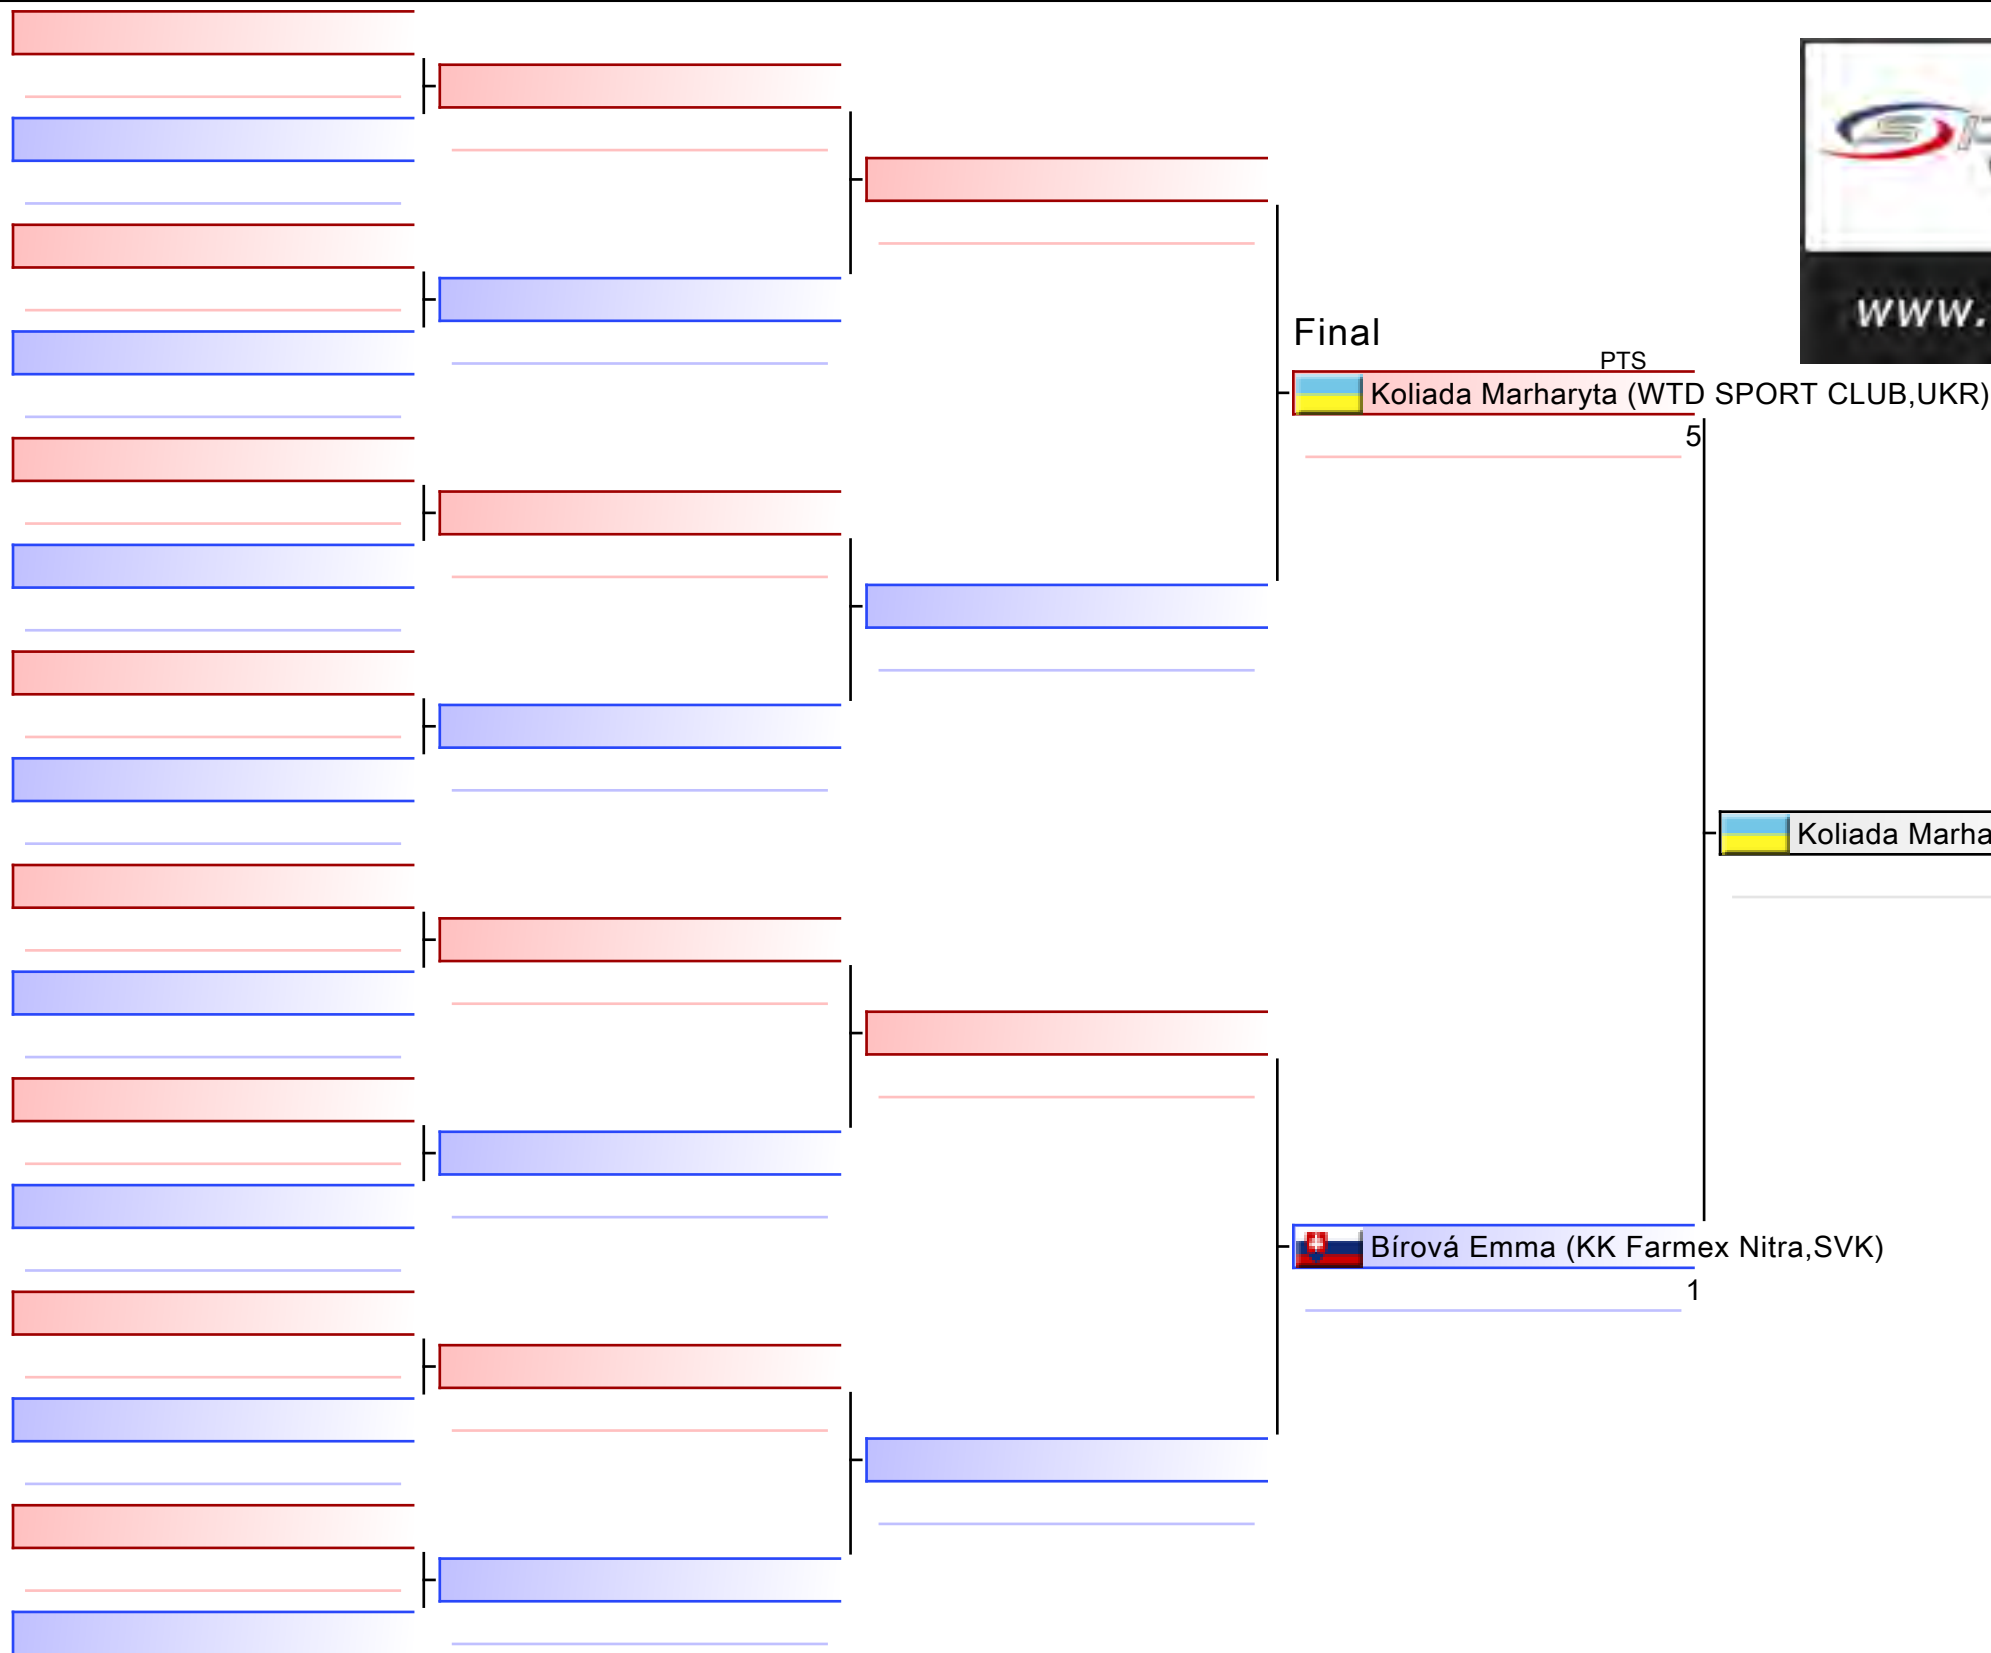 Final
PTS
Koliada Marharyta (WTD SPORT CLUB,UKR)
5
Koliada Marha
Bírová Emma (KK Farmex Nitra,SVK)
1
www.